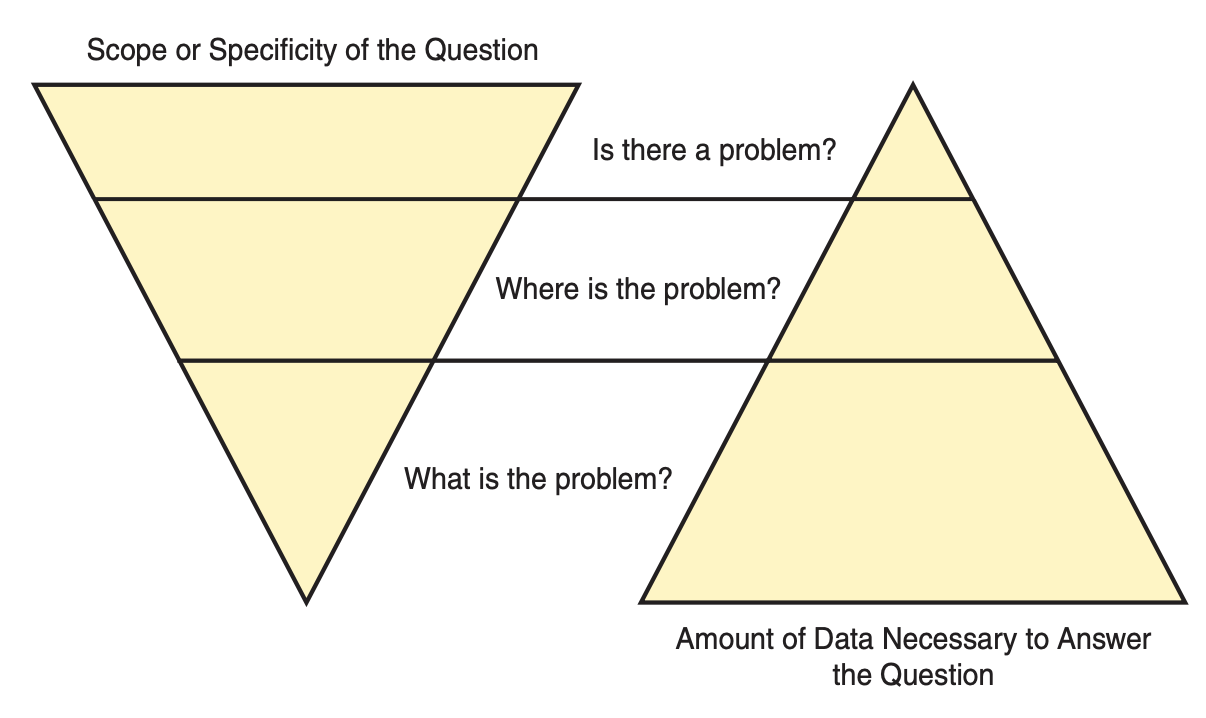 Scope or Specificity of the Question
Is there a problem?
Where is the problem?
What is the problem?
Amount of Data Necessary to Answer
the Question